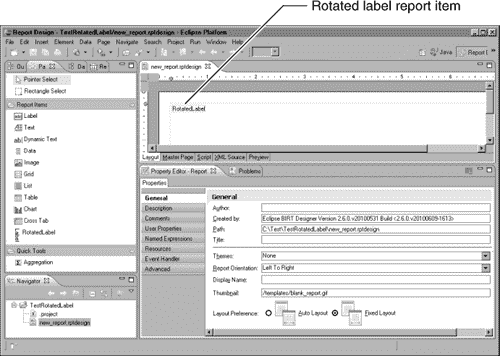 Rotated label report item
Report Design - TestRotatedLabel/new_report.rptdesign - Eclipse Platform
File Edit Insert Element Data Page Navigate Search Project Run Window Help
Java Report D
Ou Pa Da Re
new_report.rptdesign
Pointer Select
Rectangle Select
Report Items
Label
Text
Dynamic Text
Data
Image
Grid
List
Table
Chart
Cross Tab
RotatedLabel
Quick Tools
Aggregation
RotatedLabel
Layout Master Page Script XML Source Preview
Property Editor - Report Problems
Properties
General
Description
Comments
User Properties
Named Expressions
Resources
Event Handler
Advanced
General
Author:
Created by: Eclipse BIRT Designer Version 2.6.0.v20100531 Build <2.6.0.v20100609-1613>
Path: C:\Test\TestRotatedLabel\new_report.rptdesign
Title:
Themes: None
Report Orientation: Left To Right
Display Name:
Thumbnail: /templates/blank_report.gif
Layout Preference: Auto Layout Fixed Layout
Navigator
TestRotatedLabel
.project
new_report.rptdesign